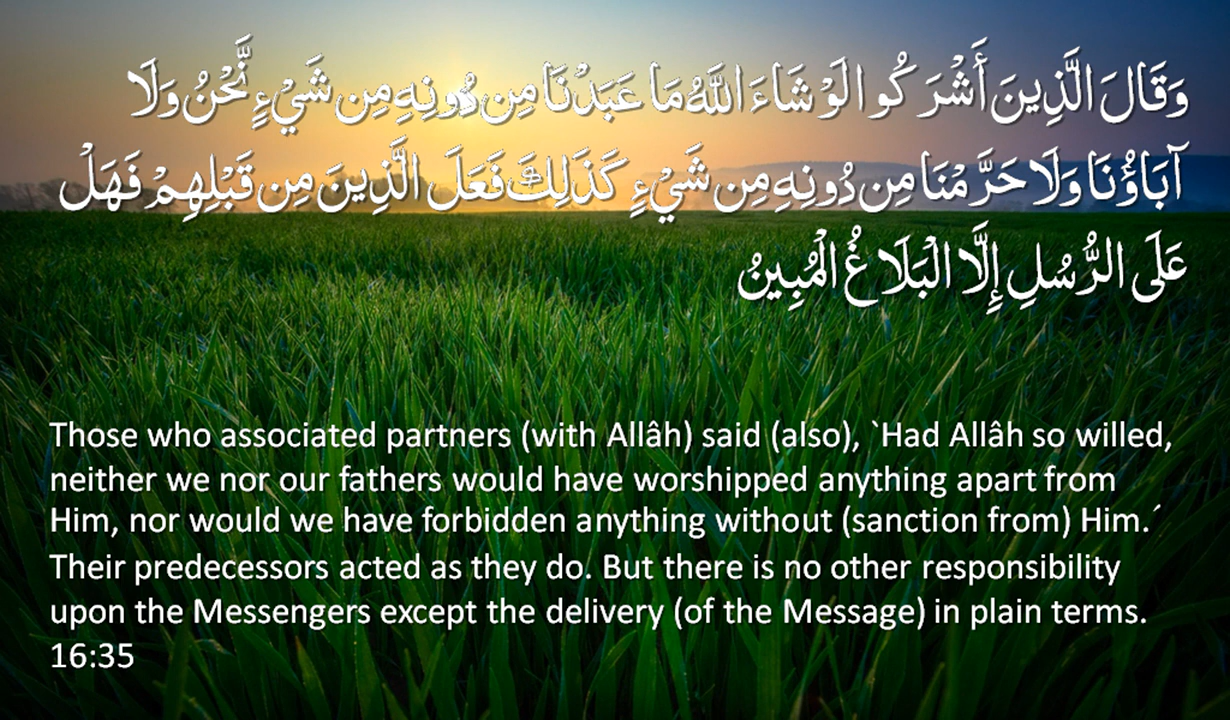 وَقَالَ الَّذِينَ أَشْرَكُوا لَوْ شَاءَ اللَّهُ مَا عَبَدْنَا مِن دُونِهِ مِن شَيْءٍ نَّحْنُ وَلَا
آبَاؤُنَا وَلَا حَرَّمْنَا مِن دُونِهِ مِن شَيْءٍ كَذَلِكَ فَعَلَ الَّذِينَ مِن قَبْلِهِمْ فَهَلْ
عَلَى الرُّسُلِ إِلَّا الْبَلَاغُ الْمُبِينُ
Those who associated partners (with Allâh) said (also), `Had Allâh so willed,
neither we nor our fathers would have worshipped anything apart from
Him, nor would we have forbidden anything without (sanction from) Him.´
Their predecessors acted as they do. But there is no other responsibility
upon the Messengers except the delivery (of the Message) in plain terms.
16:35